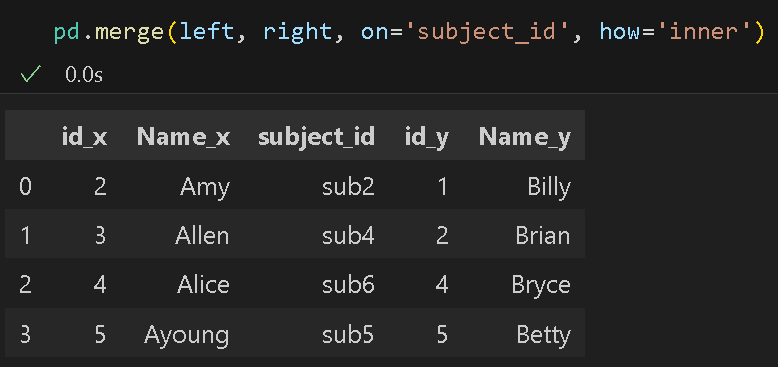 pd.merge(left, right, on='subject_id', how='inner')
✓ 0.0s
id_x Name_x subject_id id_y Name_y
0 2 Amy sub2 1 Billy
1 3 Allen sub4 2 Brian
2 4 Alice sub6 4 Bryce
3 5 Ayoung sub5 5 Betty